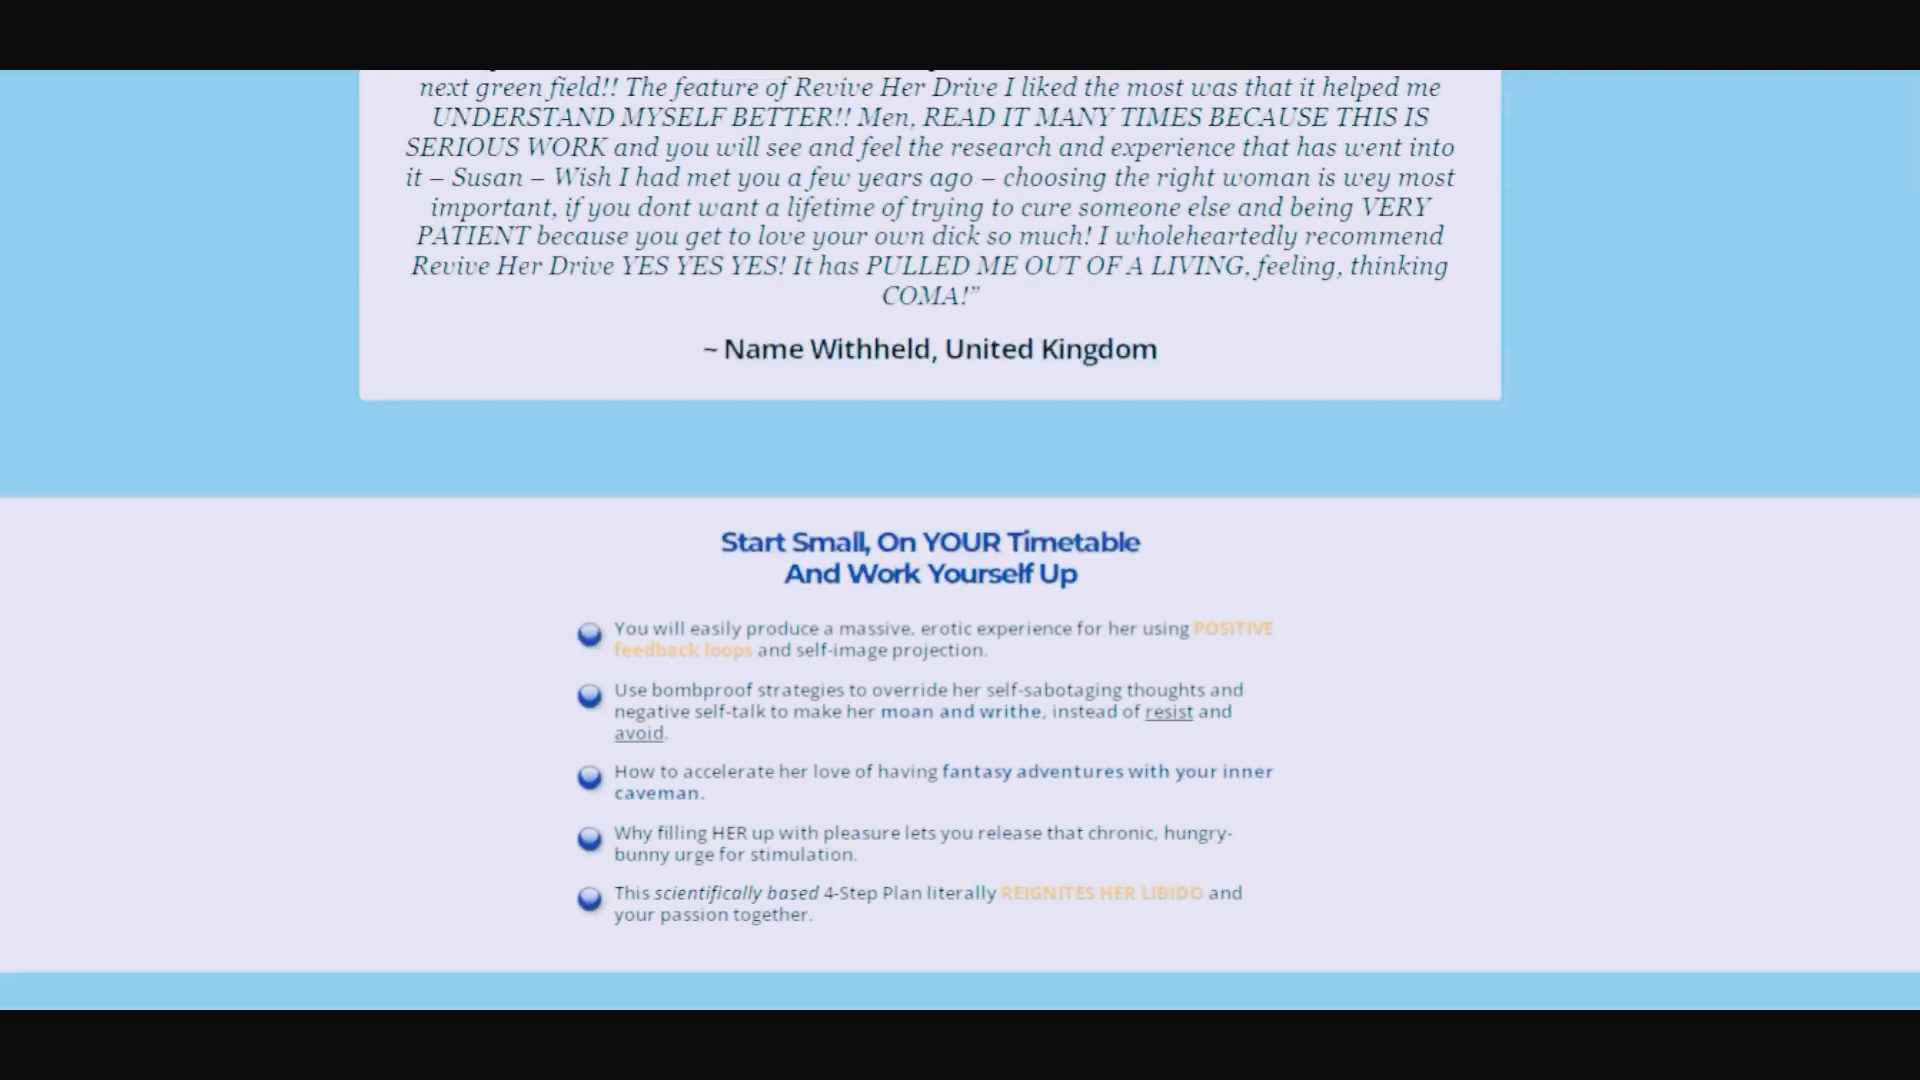 next green field!! The feature of Revive Her Drive I liked the most was that it helped me
UNDERSTAND MYSELF BETTER!! Men, READ IT MANY TIMES BECAUSE THIS IS
SERIOUS WORK and you will see and feel the research and experience that has went into
it – Susan – Wish I had met you a few years ago – choosing the right woman is wey most
important, if you dont want a lifetime of trying to cure someone else and being VERY
PATIENT because you get to love your own dick so much! I wholeheartedly recommend
Revive Her Drive YES YES YES! It has PULLED ME OUT OF A LIVING, feeling, thinking
COMA!”
~ Name Withheld, United Kingdom
Start Small, On YOUR Timetable
And Work Yourself Up
You will easily produce a massive, erotic experience for her using POSITIVE
feedback loops and self-image projection.
Use bombproof strategies to override her self-sabotaging thoughts and
negative self-talk to make her moan and writhe, instead of resist and
avoid.
How to accelerate her love of having fantasy adventures with your inner
caveman.
Why filling HER up with pleasure lets you release that chronic, hungry-
bunny urge for stimulation.
This scientifically based 4-Step Plan literally REIGNITES HER LIBIDO and
your passion together.